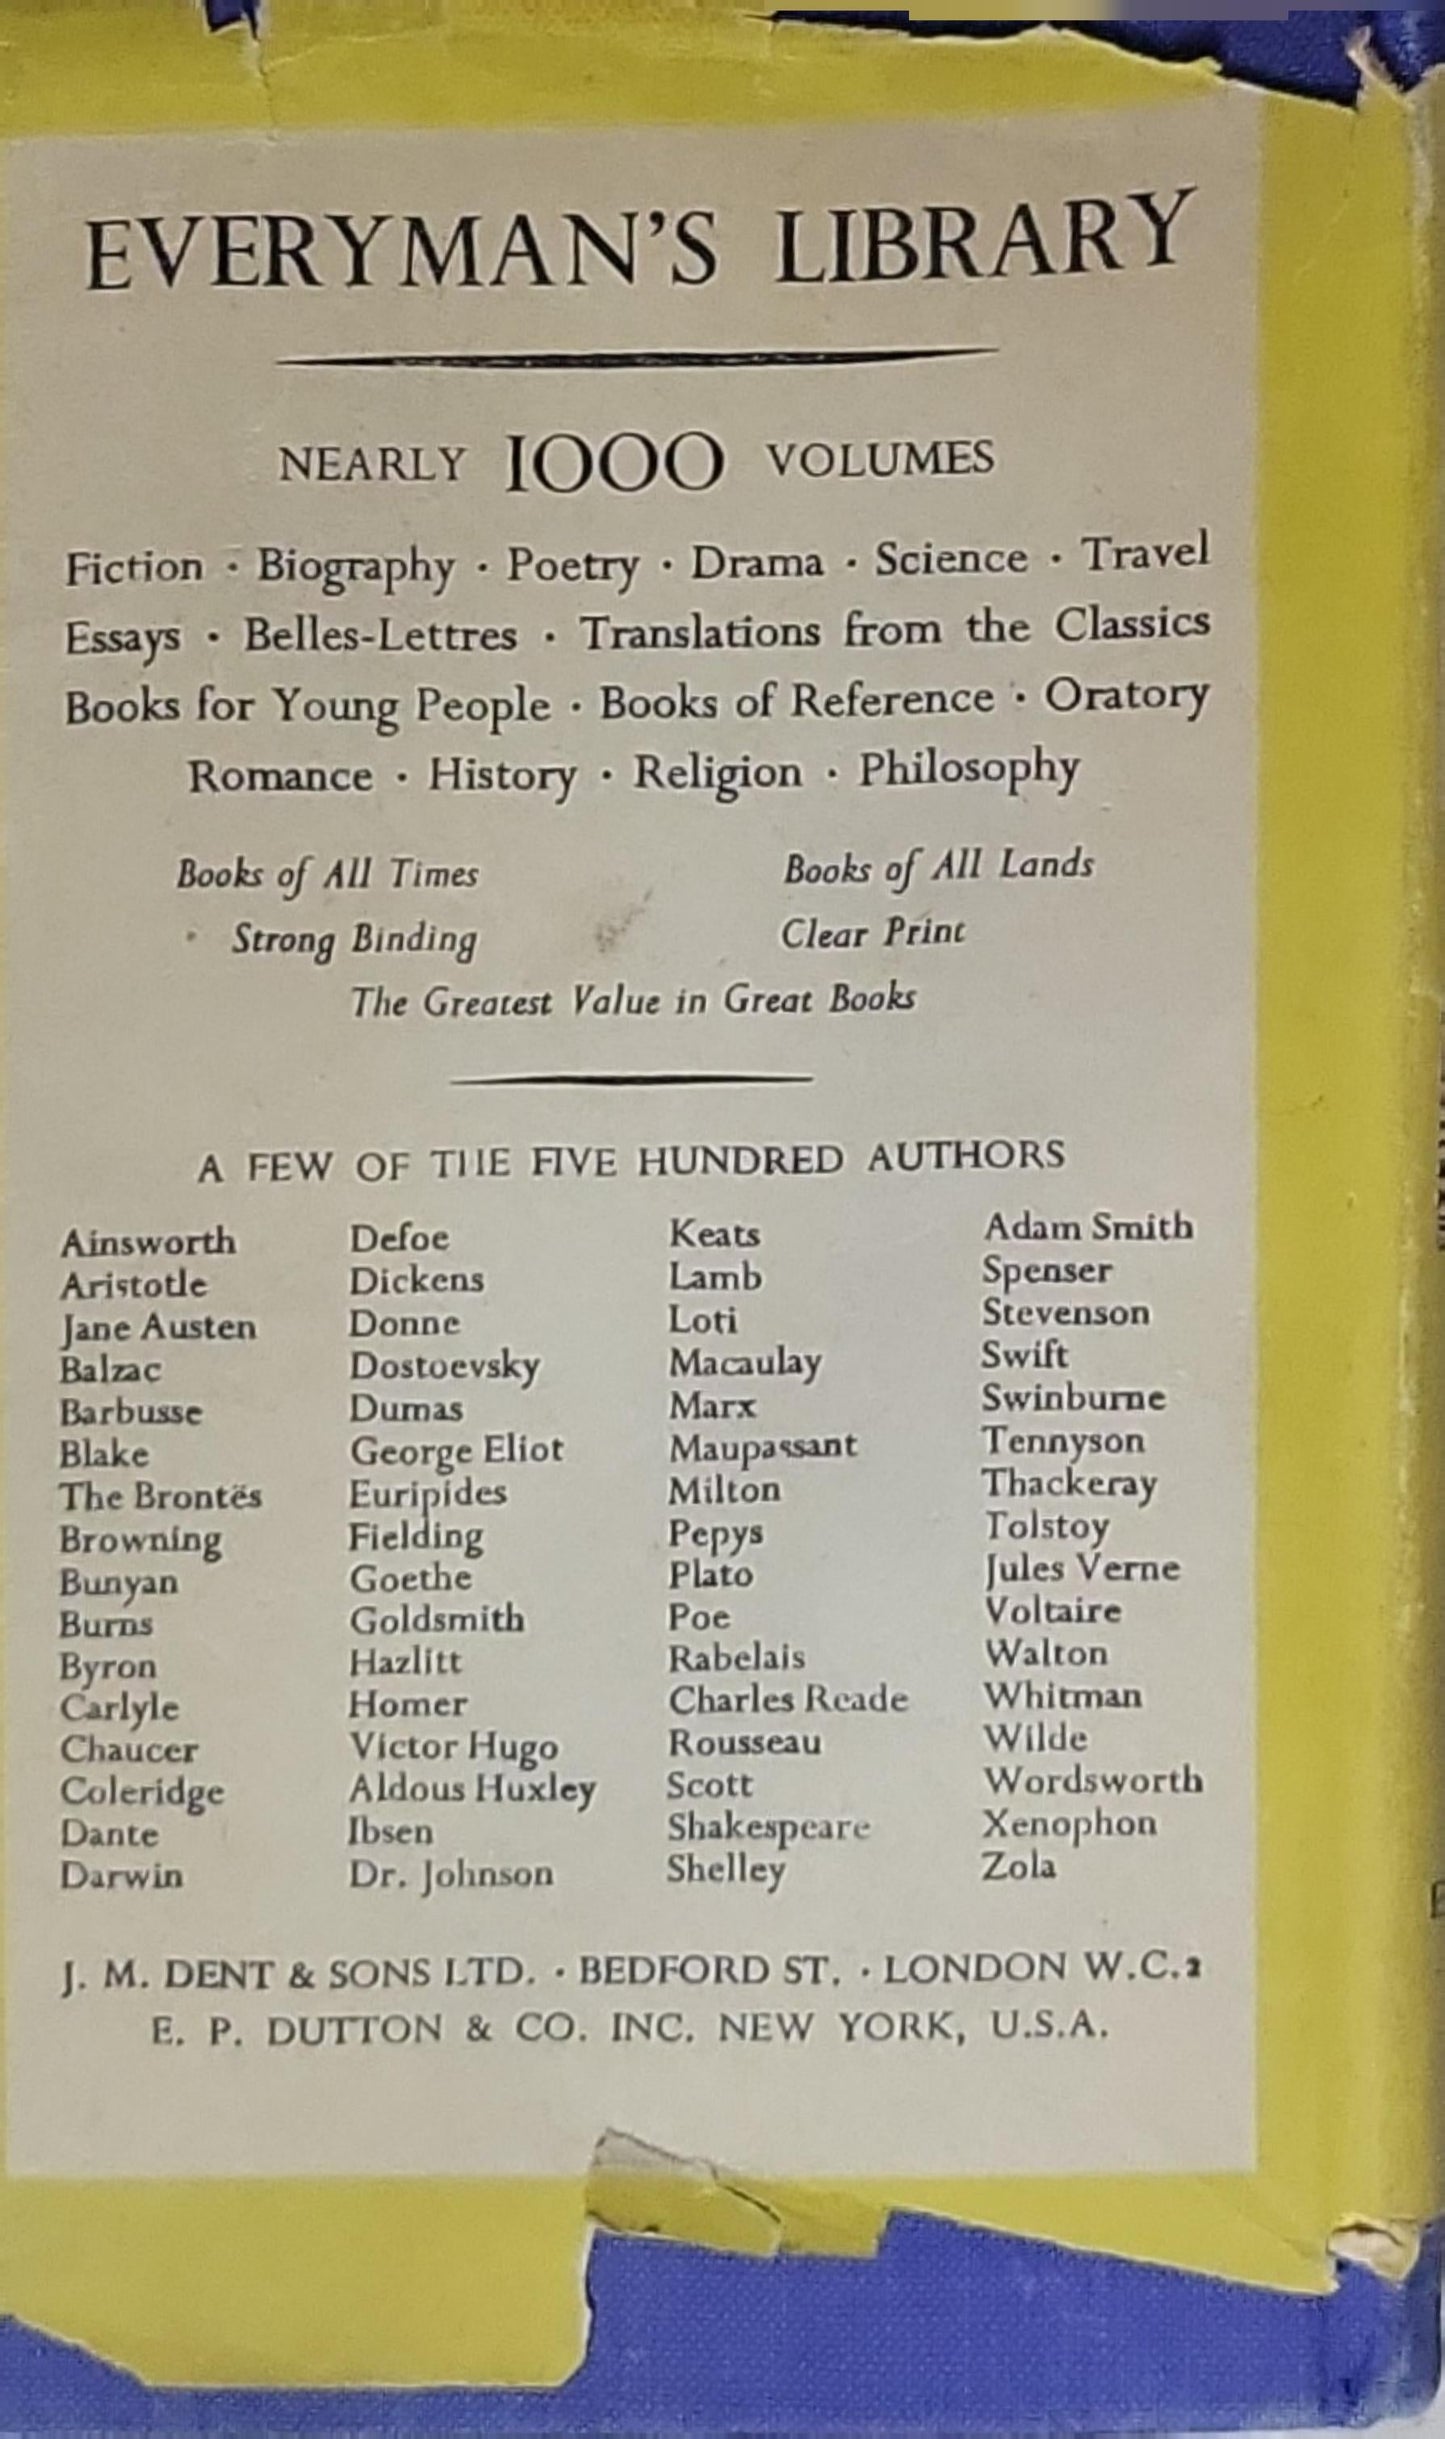 EVERYMAN'S LIBRARY
NEARLY 1000 VOLUMES
Fiction · Biography · Poetry · Drama · Science · Travel
Essays · Belles-Lettres · Translations from the Classics
Books for Young People · Books of Reference · Oratory
Romance · History · Religion · Philosophy
Books of All Times Books of All Lands
Strong Binding Clear Print
The Greatest Value in Great Books
A FEW OF THE FIVE HUNDRED AUTHORS
Ainsworth
Aristotle
Jane Austen
Balzac
Barbusse
Blake
The Brontës
Browning
Bunyan
Burns
Byron
Carlyle
Chaucer
Coleridge
Dante
Darwin
Defoe
Dickens
Donne
Dostoevsky
Dumas
George Eliot
Euripides
Fielding
Goethe
Goldsmith
Hazlitt
Homer
Victor Hugo
Aldous Huxley
Ibsen
Dr. Johnson
Keats
Lamb
Loti
Macaulay
Marx
Maupassant
Milton
Pepys
Plato
Poe
Rabelais
Charles Reade
Rousseau
Scott
Shakespeare
Shelley
Adam Smith
Spenser
Stevenson
Swift
Swinburne
Tennyson
Thackeray
Tolstoy
Jules Verne
Voltaire
Walton
Whitman
Wilde
Wordsworth
Xenophon
Zola
J. M. DENT & SONS LTD. · BEDFORD ST. · LONDON W.C.2
E. P. DUTTON & CO. INC. NEW YORK, U.S.A.